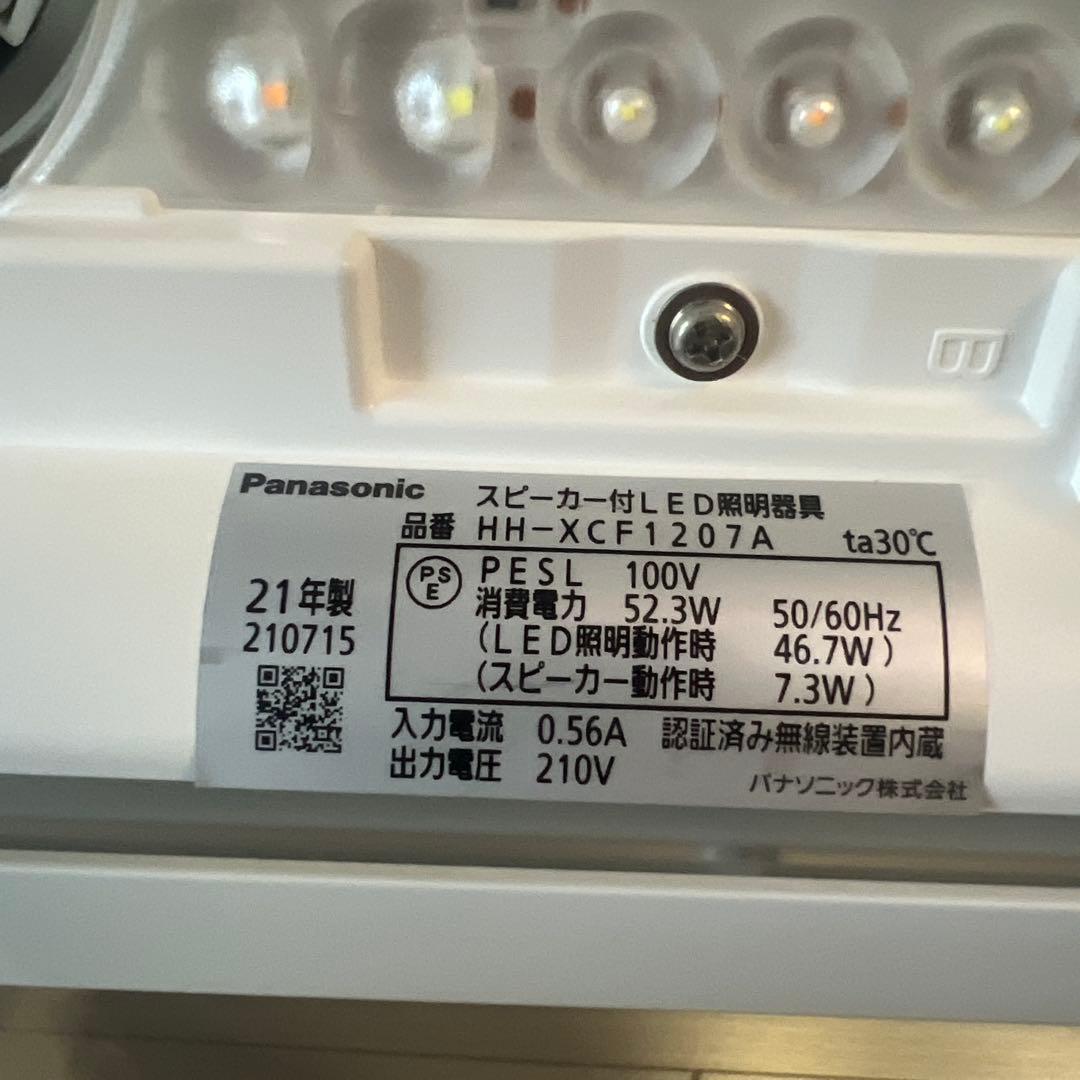 Panasonic
スピーカー付LED照明器具
品番 HH-XCF1207A ta30℃
PSE
PESL 100V
消費電力 52.3W 50/60Hz
(LED照明動作時 46.7W)
(スピーカー動作時 7.3W)
21年製
210715
入力電流 0.56A 認証済み無線装置内蔵
出力電圧 210V
パナソニック株式会社